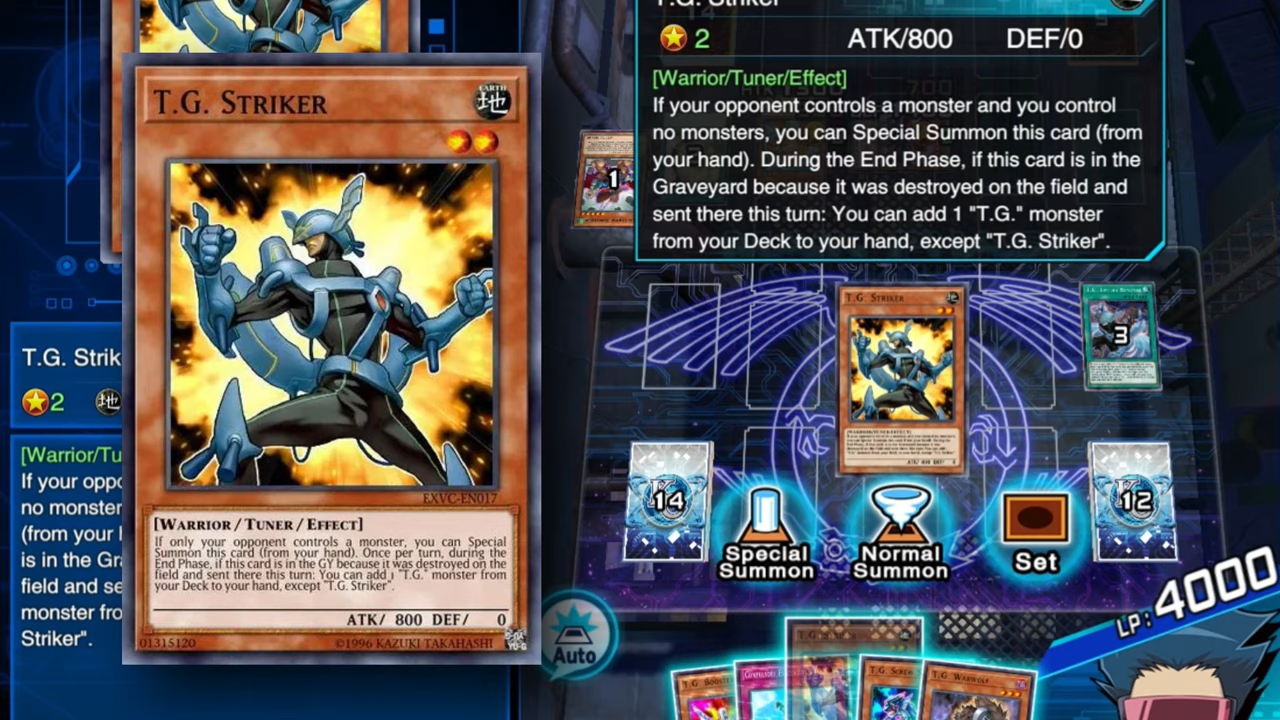 T.G. STRIKER
EARTH
地
EXVC-EN017
[WARRIOR/TUNER/EFFECT]
If only your opponent controls a monster, you can Special
Summon this card (from your hand). Once per turn, during the
End Phase, if this card is in the GY because it was destroyed on the
field and sent there this turn: You can add 1 "T.G." monster from
your Deck to your hand, except "T.G. Striker".
ATK/ 800 DEF/ 0
01315120
©1996 KAZUKI TAKAHASHI
T.G. Strik
2
地
[Warrior/Tu
If your oppo
no monster
(from your h
is in the Gra
field and se
monster fro
Striker".
T.G. Striker
2 ATK/800 DEF/0
[Warrior/Tuner/Effect]
If your opponent controls a monster and you control
no monsters, you can Special Summon this card (from
your hand). During the End Phase, if this card is in the
Graveyard because it was destroyed on the field and
sent there this turn: You can add 1 "T.G." monster
from your Deck to your hand, except "T.G. Striker".
1
T.G. STRIKER
3
14
12
Special
Summon
Normal
Summon
Set
LP: 4000
Auto
T.G. STRIKER
T.G. WARWOLF